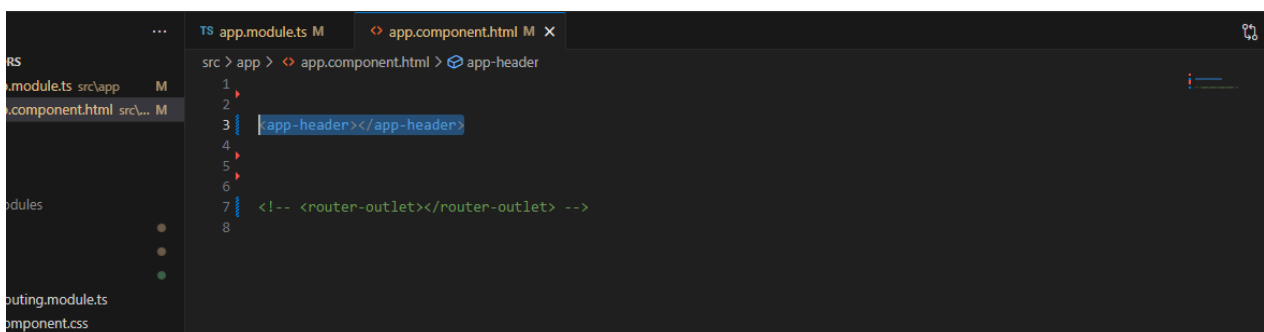 ... TS app.module.ts M <> app.component.html M X
RS src > app > <> app.component.html > app-header
.module.ts src\app M
.component.html src\... M
1
2
3 <app-header></app-header>
4
5
6
7 <!-- <router-outlet></router-outlet> -->
8
odules
outing.module.ts
omponent.css